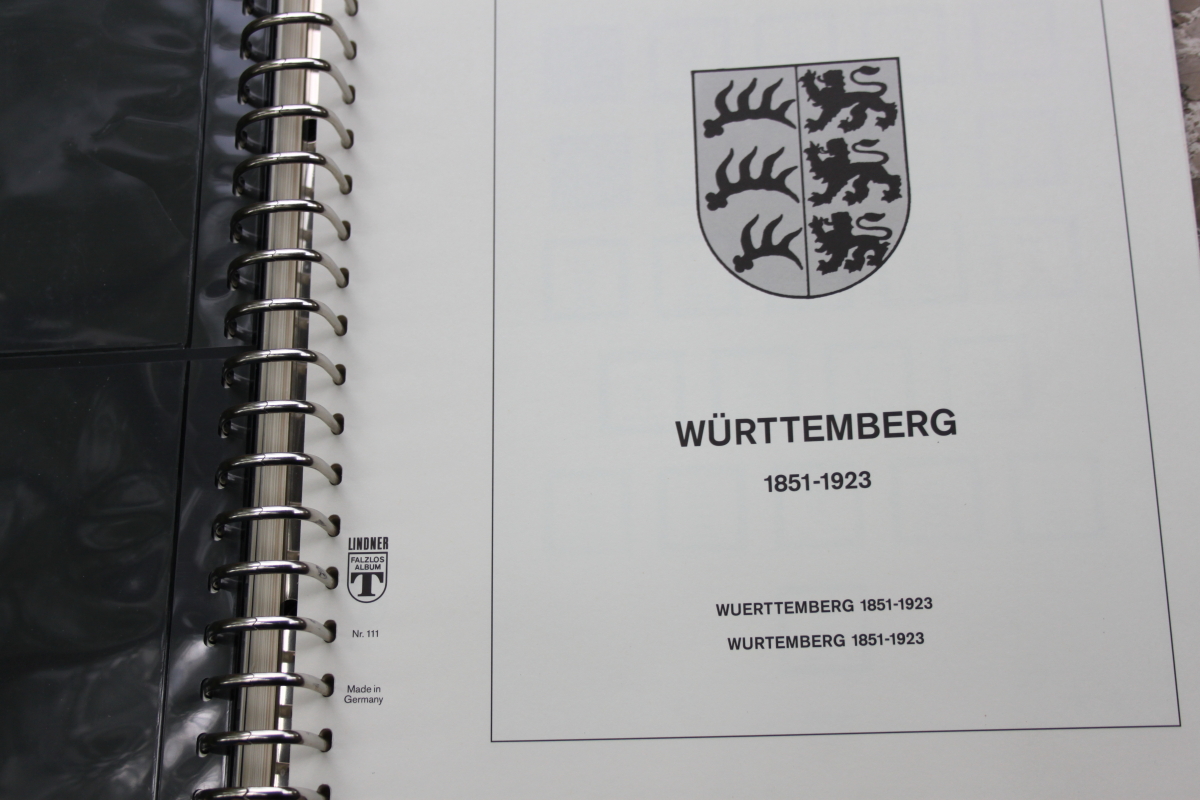 WÜRTTEMBERG
1851-1923
WUERTTEMBERG 1851-1923
WURTEMBERG 1851-1923
LINDNER
FALZLOS
ALBUM
T
Nr. 111
Made in
Germany